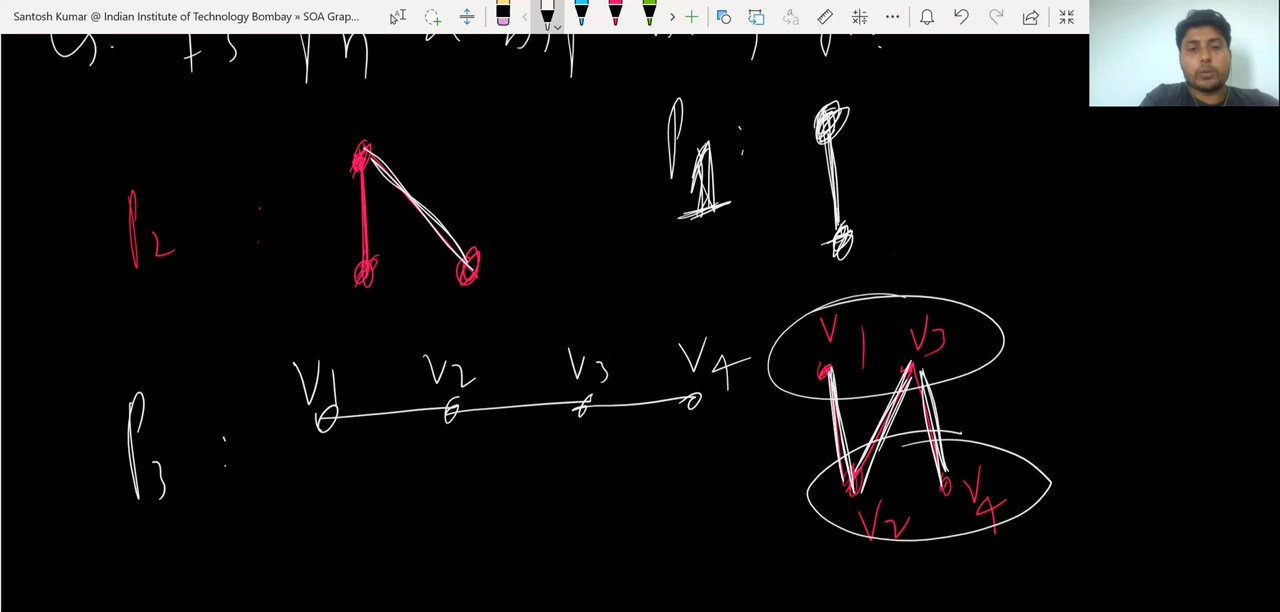 Santosh Kumar @ Indian Institute of Technology Bombay » SOA Grap...
P1 :
P2 :
V1 V2 V3 V4
P3 :
V1 V3
V2 V4